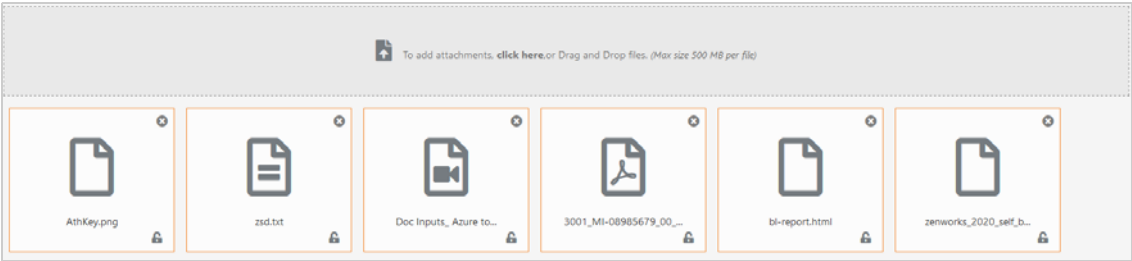 To add attachments, click here,or Drag and Drop files. (Max size 500 MB per file)
AthKey.png
zsd.txt
Doc Inputs_ Azure to...
3001_MI-08985679_00_...
bl-report.html
zenworks_2020_self_b...